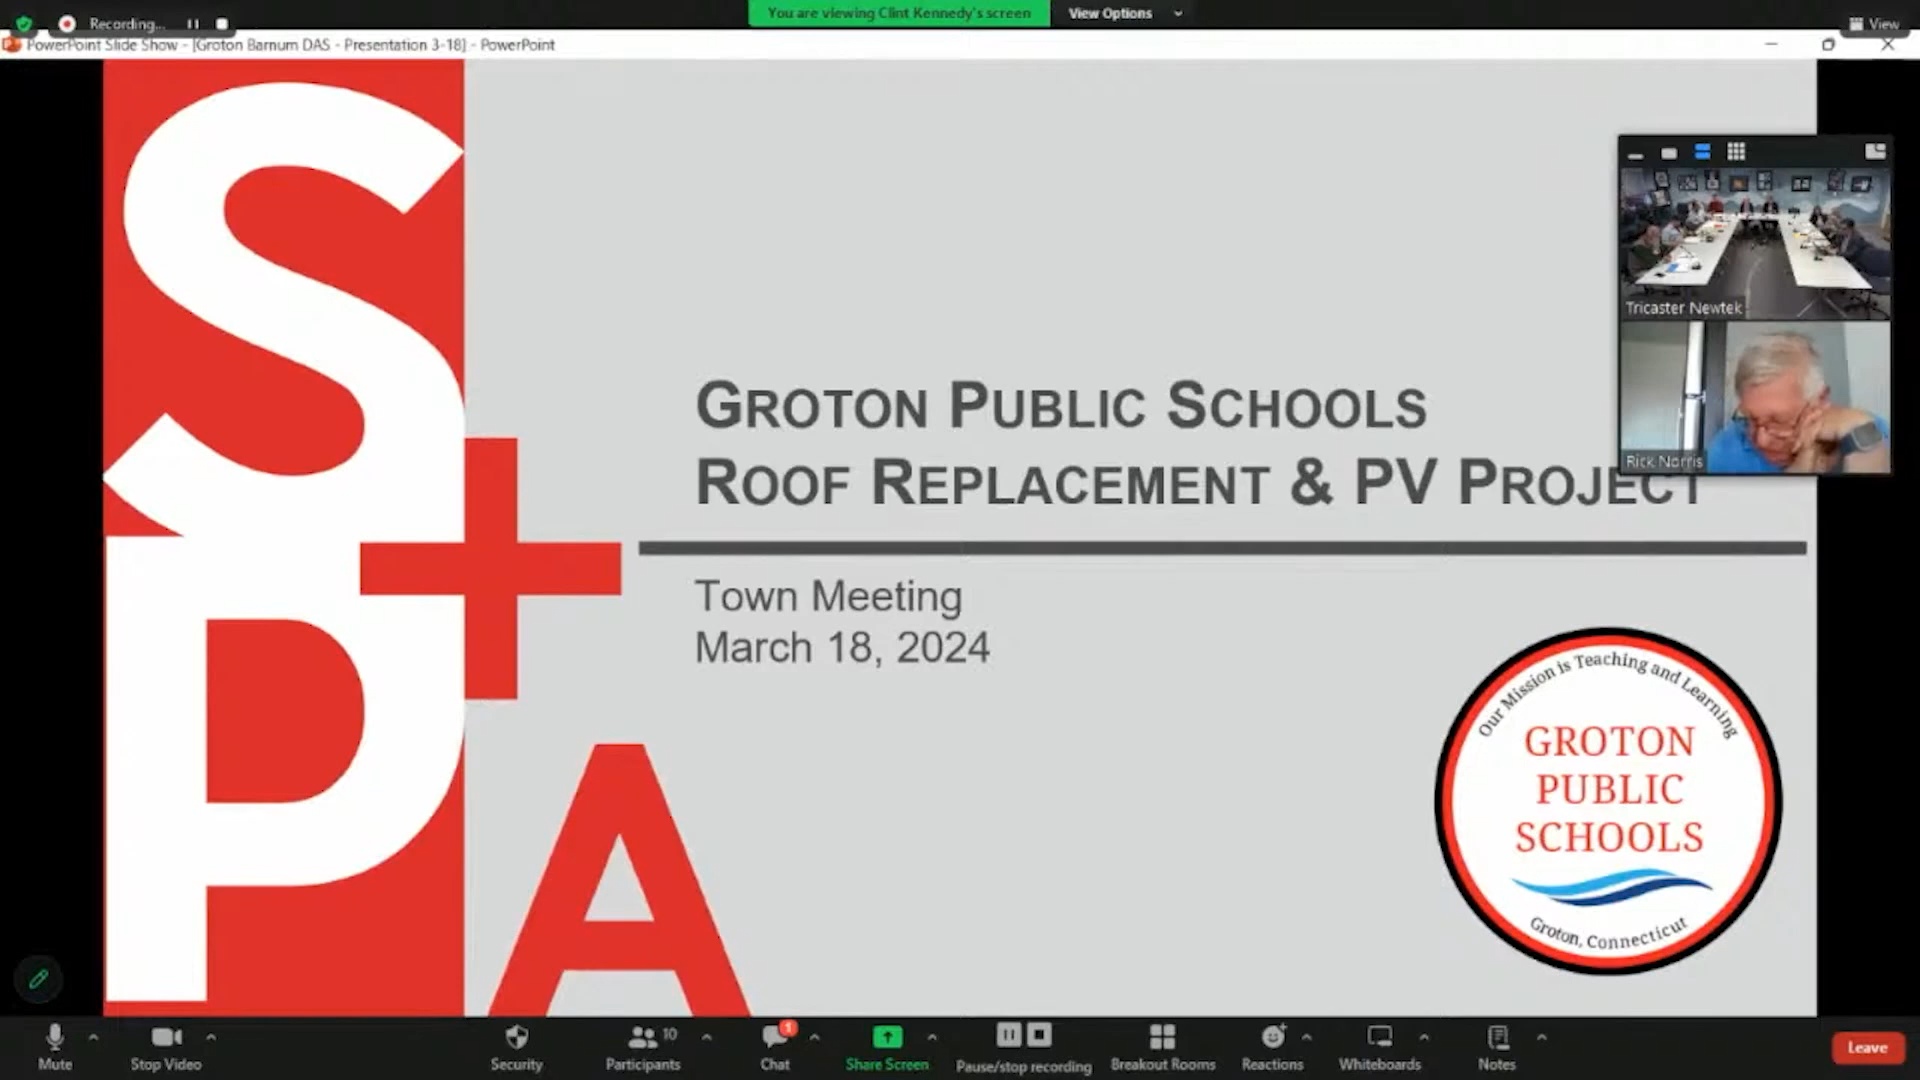 Recording...
You are viewing Clint Kennedy's screen
View Options
View
PowerPoint Slide Show - [Groton Barnum DAS - Presentation 3-18] - PowerPoint
S
P
+
A
GROTON PUBLIC SCHOOLS
ROOF REPLACEMENT & PV PROJECT
Town Meeting
March 18, 2024
Tricaster Newtek
Rick Norris
Our Mission is Teaching and Learning
GROTON
PUBLIC
SCHOOLS
Groton, Connecticut
Mute
Stop Video
Security
Participants
10
Chat
1
Share Screen
Pause/stop recording
Breakout Rooms
Reactions
Whiteboards
Notes
Leave